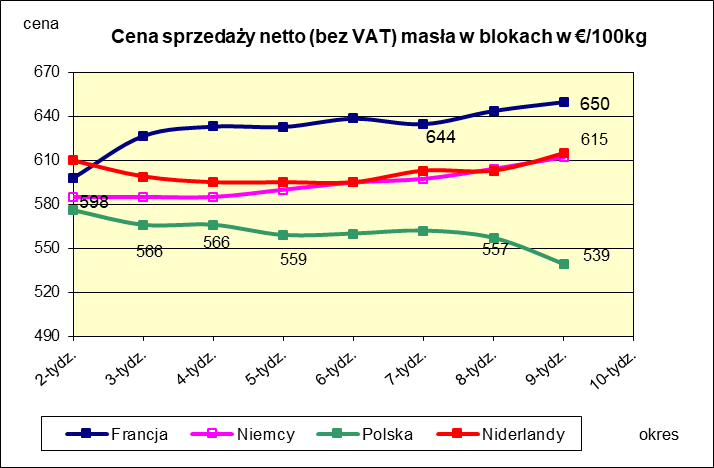 cena
Cena sprzedaży netto (bez VAT) masła w blokach w €/100kg
670
640
610
580
550
520
490
650
644
615
598
566
566
559
557
539
2-tydz.
3-tydz.
4-tydz.
5-tydz.
6-tydz.
7-tydz.
8-tydz.
9-tydz.
10-tydz.
Francja Niemcy Polska Niderlandy
okres